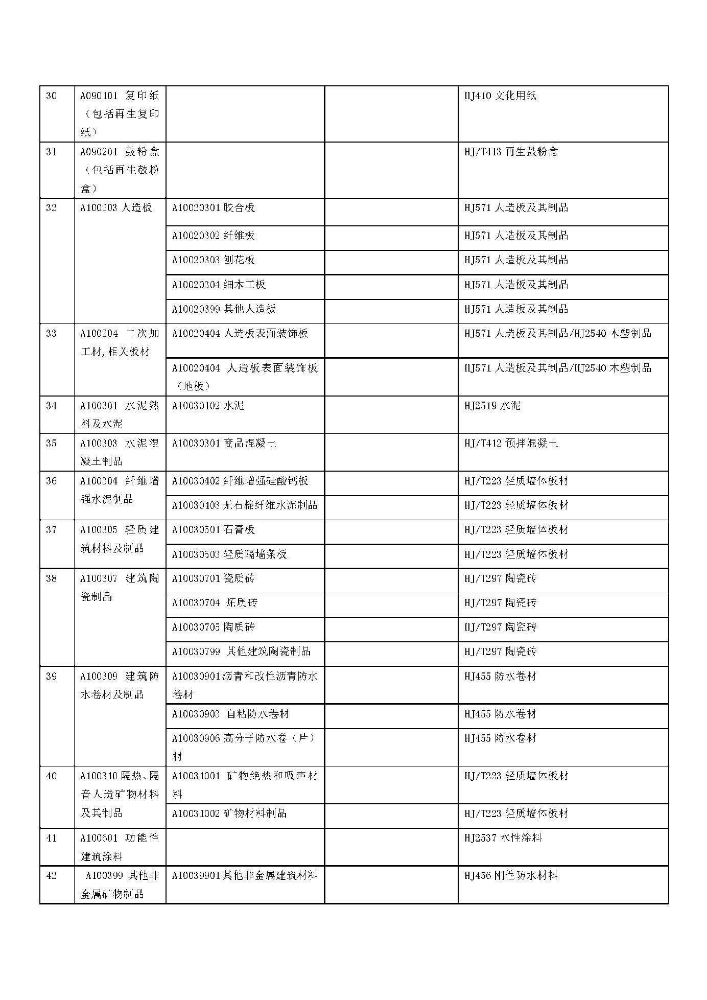 30
A090101 复印纸
（包括再生复印
纸）
HJ410 文化用纸
31
A090201 鼓粉盒
（包括再生鼓粉
盒）
HJ/T413 再生鼓粉盒
32
A100203 人造板
A10020301 胶合板
HJ571 人造板及其制品
A10020302 纤维板
HJ571 人造板及其制品
A10020303 刨花板
HJ571 人造板及其制品
A10020304 细木工板
HJ571 人造板及其制品
A10020399 其他人造板
HJ571 人造板及其制品
33
A100204 二次加
工材,相关板材
A10020404 人造板表面装饰板
HJ571 人造板及其制品/HJ2540 木塑制品
A10020404 人造板表面装饰板
（地板）
HJ571 人造板及其制品/HJ2540 木塑制品
34
A100301 水泥熟
料及水泥
A10030102 水泥
HJ2519 水泥
35
A100303 水泥混
凝土制品
A10030301 商品混凝土
HJ/T412 预拌混凝土
36
A100304 纤维增
强水泥制品
A10030402 纤维增强硅酸钙板
HJ/T223 轻质墙体板材
A10030403 无石棉纤维水泥制品
HJ/T223 轻质墙体板材
37
A100305 轻质建
筑材料及制品
A10030501 石膏板
HJ/T223 轻质墙体板材
A10030503 轻质隔墙条板
HJ/T223 轻质墙体板材
38
A100307 建筑陶
瓷制品
A10030701 瓷质砖
HJ/T297 陶瓷砖
A10030704 炻质砖
HJ/T297 陶瓷砖
A10030705 陶质砖
HJ/T297 陶瓷砖
A10030799 其他建筑陶瓷制品
HJ/T297 陶瓷砖
39
A100309 建筑防
水卷材及制品
A10030901 沥青和改性沥青防水
卷材
HJ455 防水卷材
A10030903 自粘防水卷材
HJ455 防水卷材
A10030906 高分子防水卷（片）
材
HJ455 防水卷材
40
A100310 隔热、隔
音人造矿物材料
及其制品
A10031001 矿物绝热和吸声材
料
HJ/T223 轻质墙体板材
A10031002 矿物材料制品
HJ/T223 轻质墙体板材
41
A100601 功能性
建筑涂料
HJ2537 水性涂料
42
A100399 其他非
金属矿物制品
A10039901 其他非金属建筑材料
HJ456 刚性防水材料